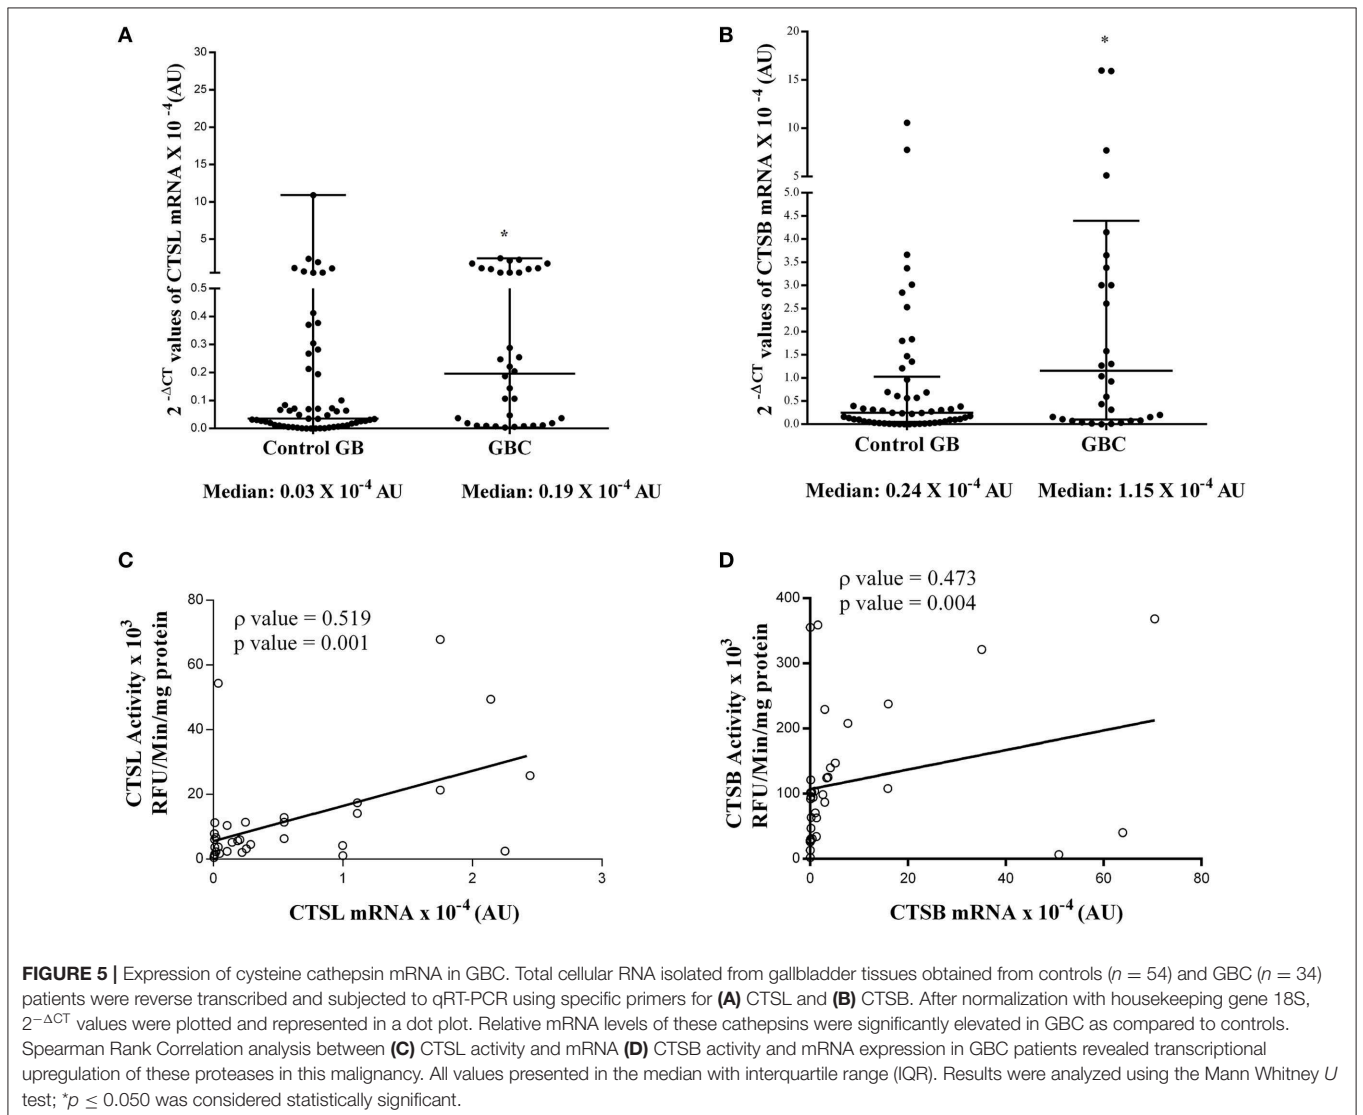 A
2 -ΔCT values of CTSL mRNA X 10 -4(AU)
30
25
20
15
10
5
0.5
0.4
0.3
0.2
0.1
0.0
*
Control GB
GBC
Median: 0.03 X 10-4 AU
Median: 0.19 X 10-4 AU
B
2 -ΔCT values of CTSB mRNA X 10 -4 (AU)
20
15
10
5
5.0
4.5
4.0
3.5
3.0
2.5
2.0
1.5
1.0
0.5
0.0
*
Control GB
GBC
Median: 0.24 X 10-4 AU
Median: 1.15 X 10-4 AU
C
CTSL Activity x 103
RFU/Min/mg protein
80
60
40
20
0
ρ value = 0.519
p value = 0.001
0
1
2
3
CTSL mRNA x 10-4 (AU)
D
CTSB Activity x 103
RFU/Min/mg protein
400
300
200
100
0
ρ value = 0.473
p value = 0.004
0
20
40
60
80
CTSB mRNA x 10-4 (AU)
FIGURE 5 | Expression of cysteine cathepsin mRNA in GBC. Total cellular RNA isolated from gallbladder tissues obtained from controls (n = 54) and GBC (n = 34)
patients were reverse transcribed and subjected to qRT-PCR using specific primers for (A) CTSL and (B) CTSB. After normalization with housekeeping gene 18S,
2−ΔCT values were plotted and represented in a dot plot. Relative mRNA levels of these cathepsins were significantly elevated in GBC as compared to controls.
Spearman Rank Correlation analysis between (C) CTSL activity and mRNA (D) CTSB activity and mRNA expression in GBC patients revealed transcriptional
upregulation of these proteases in this malignancy. All values presented in the median with interquartile range (IQR). Results were analyzed using the Mann Whitney U
test; *p ≤ 0.050 was considered statistically significant.